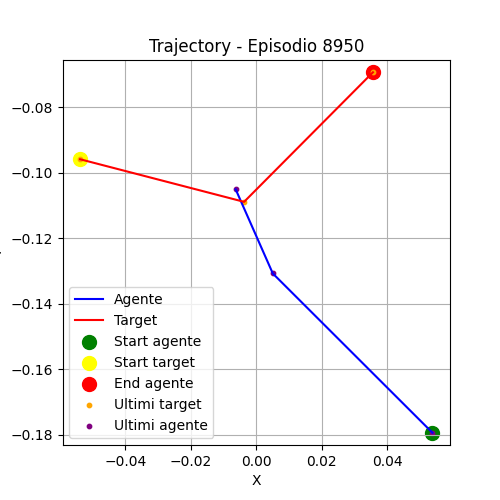 Trajectory - Episodio 8950
−0.08
−0.10
−0.12
−0.14
−0.16
−0.18
Agente
Target
Start agente
Start target
End agente
Ultimi target
Ultimi agente
−0.04
−0.02
0.00
0.02
0.04
X